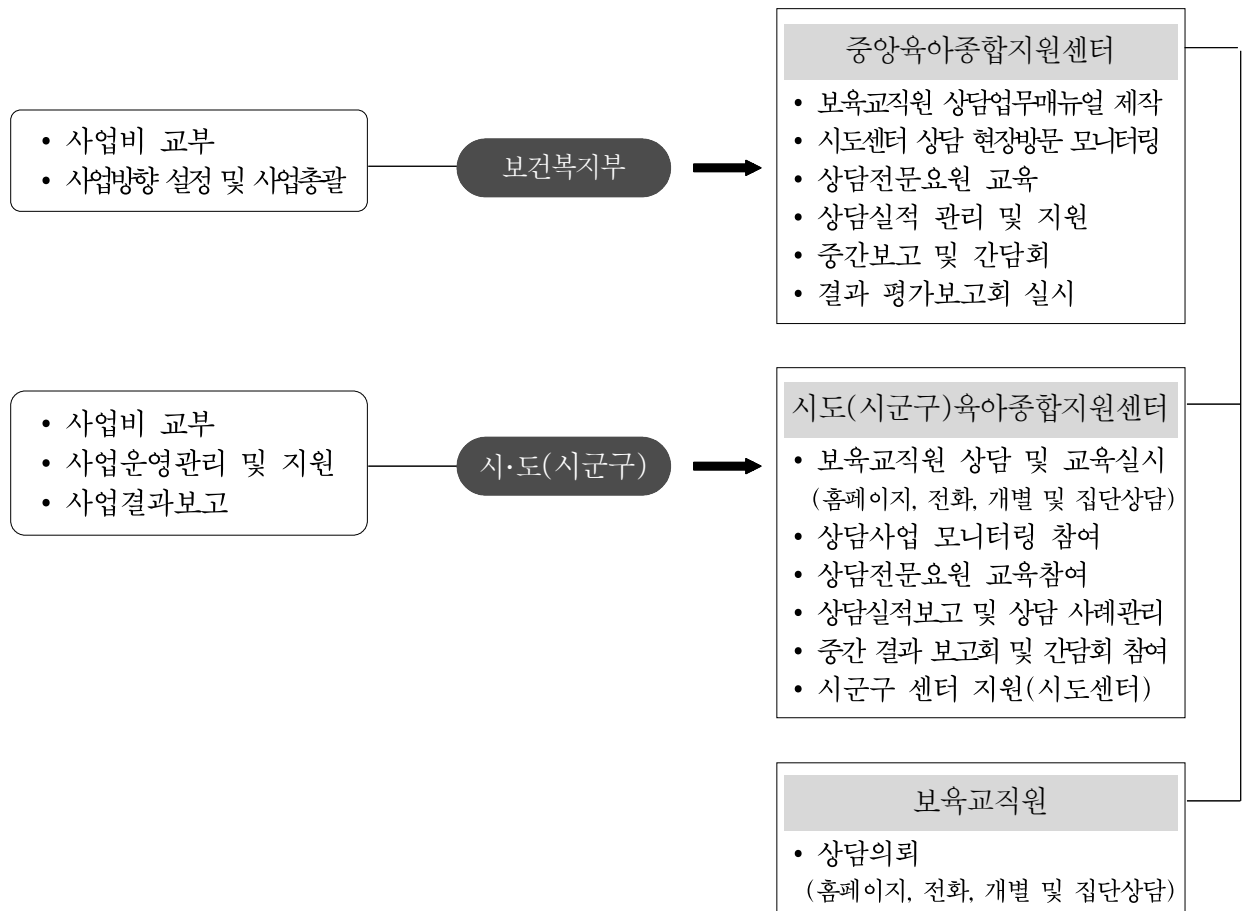 중앙육아종합지원센터
• 보육교직원 상담업무매뉴얼 제작
• 시도센터 상담 현장방문 모니터링
• 상담전문요원 교육
• 상담실적 관리 및 지원
• 중간보고 및 간담회
• 결과 평가보고회 실시
• 사업비 교부
• 사업방향 설정 및 사업총괄
보건복지부
시도(시군구)육아종합지원센터
• 보육교직원 상담 및 교육실시
(홈페이지, 전화, 개별 및 집단상담)
• 상담사업 모니터링 참여
• 상담전문요원 교육참여
• 상담실적보고 및 상담 사례관리
• 중간 결과 보고회 및 간담회 참여
• 시군구 센터 지원(시도센터)
• 사업비 교부
• 사업운영관리 및 지원
• 사업결과보고
시·도(시군구)
보육교직원
• 상담의뢰
(홈페이지, 전화, 개별 및 집단상담)